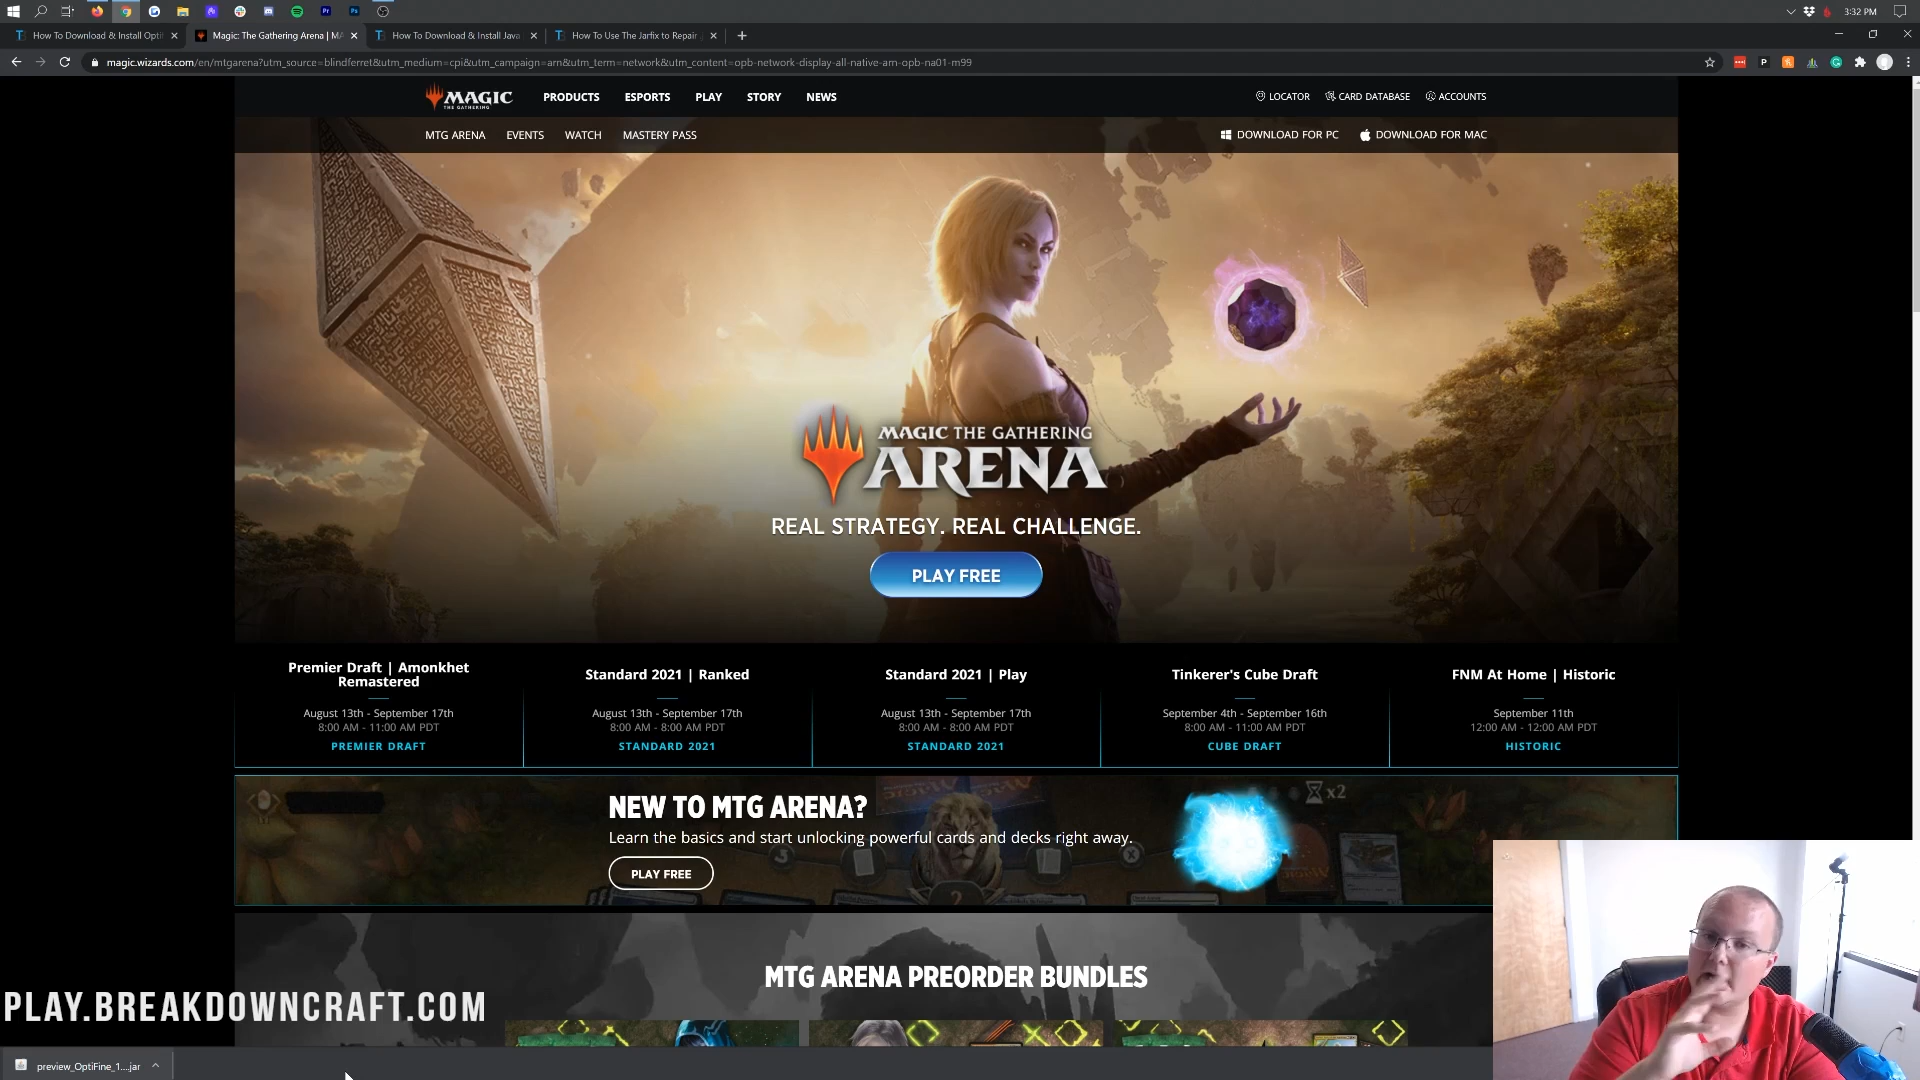 3:32 PM
How To Download & Install Opti
Magic: The Gathering Arena | MA
How To Download & Install Java
How To Use The Jarfix to Repair
magic.wizards.com/en/mtgarena?utm_source=blindferret&utm_medium=cpi&utm_campaign=arn&utm_term=network&utm_content=opb-network-display-all-native-arn-opb-na01-m99
MAGIC THE GATHERING PRODUCTS ESPORTS PLAY STORY NEWS LOCATOR CARD DATABASE ACCOUNTS
MTG ARENA EVENTS WATCH MASTERY PASS DOWNLOAD FOR PC DOWNLOAD FOR MAC
MAGIC THE GATHERING
ARENA
REAL STRATEGY. REAL CHALLENGE.
PLAY FREE
Premier Draft | Amonkhet
Remastered
August 13th - September 17th
8:00 AM - 11:00 AM PDT
PREMIER DRAFT
Standard 2021 | Ranked
August 13th - September 17th
8:00 AM - 8:00 AM PDT
STANDARD 2021
Standard 2021 | Play
August 13th - September 17th
8:00 AM - 8:00 AM PDT
STANDARD 2021
Tinkerer's Cube Draft
September 4th - September 16th
8:00 AM - 11:00 AM PDT
CUBE DRAFT
FNM At Home | Historic
September 11th
12:00 AM - 12:00 AM PDT
HISTORIC
x2
NEW TO MTG ARENA?
Learn the basics and start unlocking powerful cards and decks right away.
PLAY FREE
2
MTG ARENA PREORDER BUNDLES
PLAY.BREAKDOWNCRAFT.COM
preview_OptiFine_1....jar